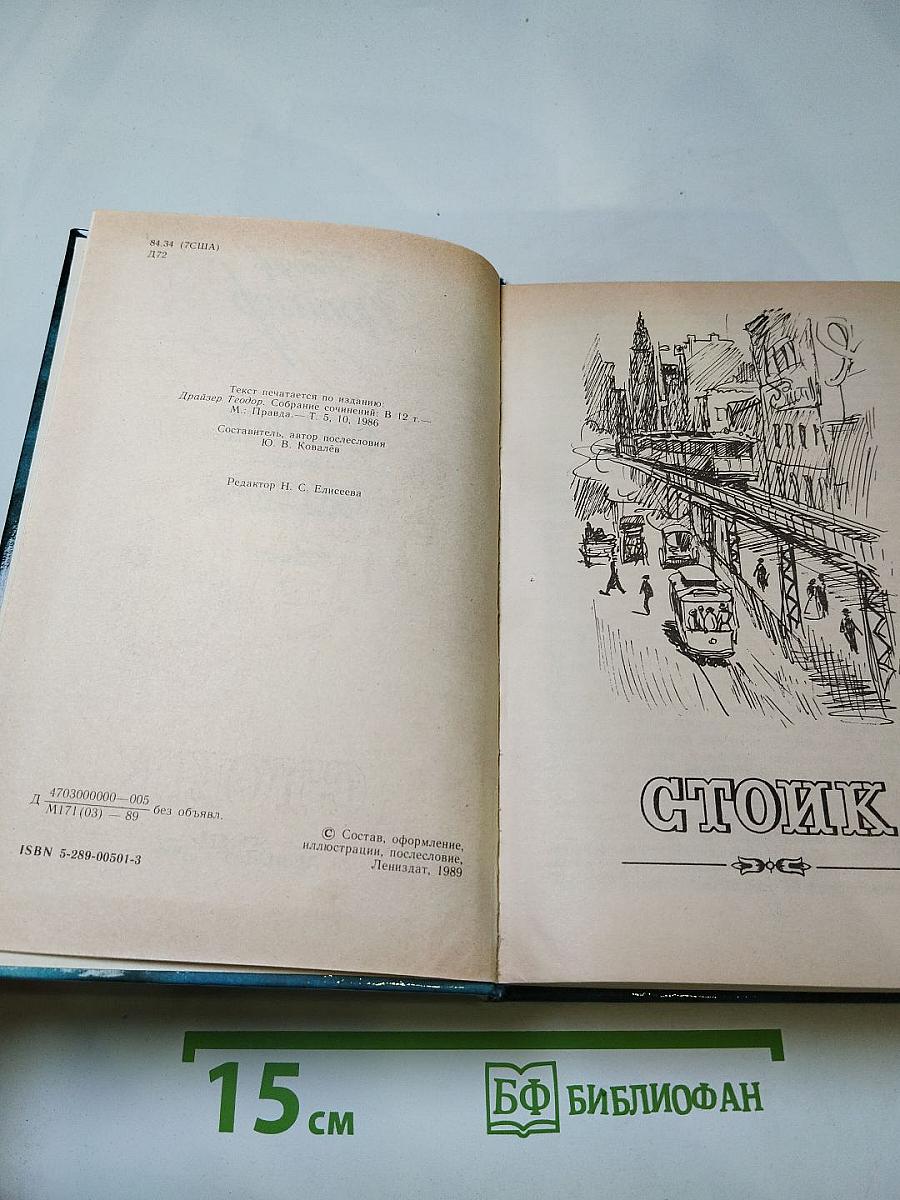 84.34 (7США)
Д72
Текст печатается по изданию:
Драйзер Теодор. Собрание сочинений: В 12 т.—
М.: Правда.— Т. 5, 10, 1986
Составитель, автор послесловия
Ю. В. Ковалёв
Редактор Н. С. Елисеева
Д 4703000000—005
М171(03) — 89 без объявл.
ISBN 5-289-00501-3
© Состав, оформление,
иллюстрации, послесловие,
Лениздат, 1989
СТОИК
15 см
БФ БИБЛИОФАН